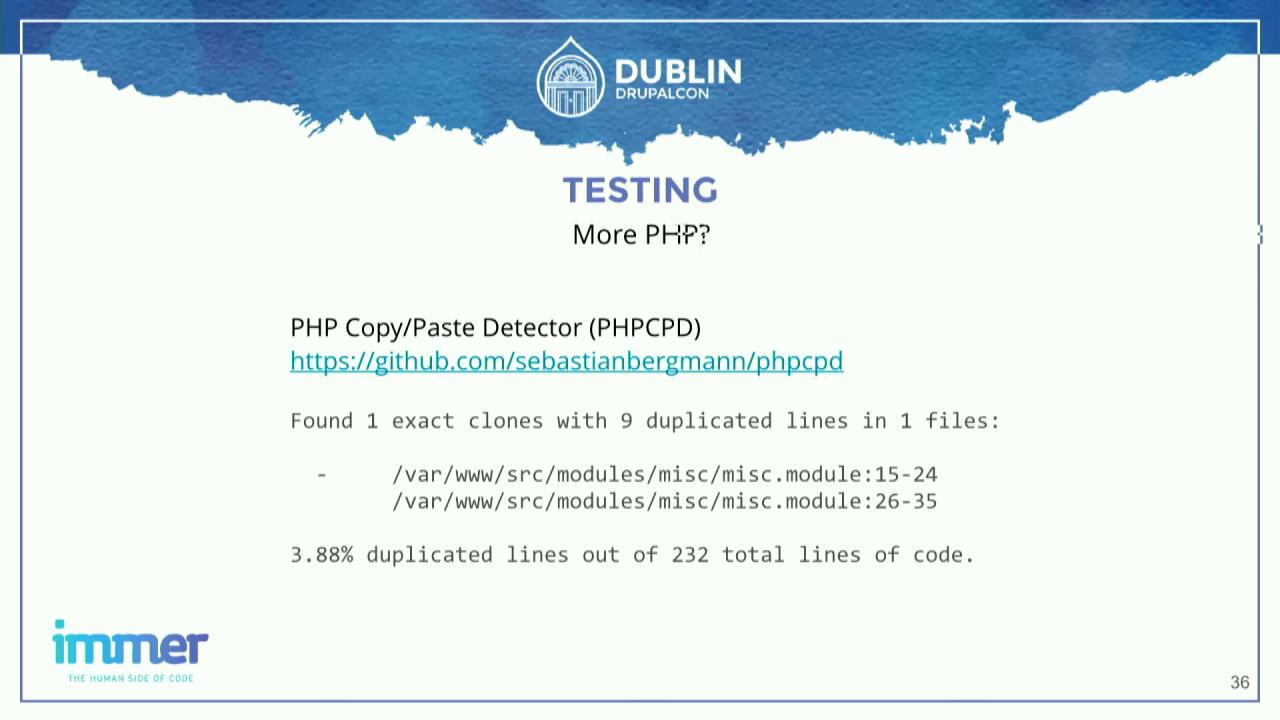 DUBLIN
DRUPALCON
TESTING
More PHP?
PHP Copy/Paste Detector (PHPCPD)
https://github.com/sebastianbergmann/phpcpd
Found 1 exact clones with 9 duplicated lines in 1 files:
- /var/www/src/modules/misc/misc.module:15-24
/var/www/src/modules/misc/misc.module:26-35
3.88% duplicated lines out of 232 total lines of code.
immer
THE HUMAN SIDE OF CODE
36